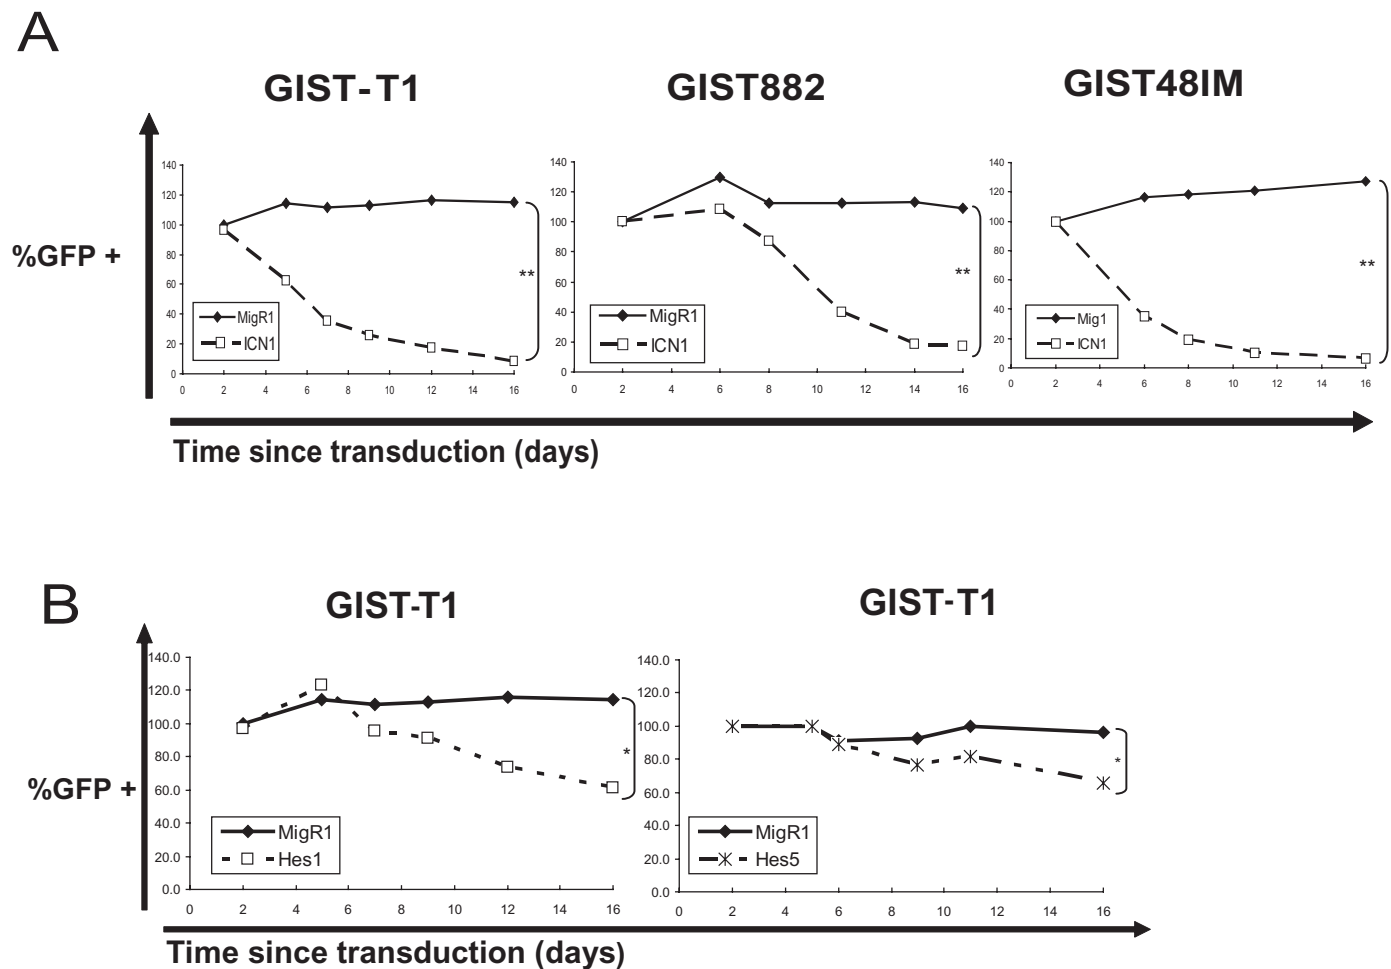 A
GIST-T1
GIST882
GIST48IM
%GFP +
140
120
100
80
60
40
20
0
0 2 4 6 8 10 12 14 16
MigR1
ICN1
**
140
120
100
80
60
40
20
0
0 2 4 6 8 10 12 14 16
MigR1
ICN1
**
140
120
100
80
60
40
20
0
0 2 4 6 8 10 12 14 16
Mig1
ICN1
**
Time since transduction (days)
B
GIST-T1
GIST-T1
%GFP +
140.0
120.0
100.0
80.0
60.0
40.0
20.0
0.0
0 2 4 6 8 10 12 14 16
MigR1
Hes1
*
140.0
120.0
100.0
80.0
60.0
40.0
20.0
0.0
0 2 4 6 8 10 12 14 16
MigR1
Hes5
*
Time since transduction (days)